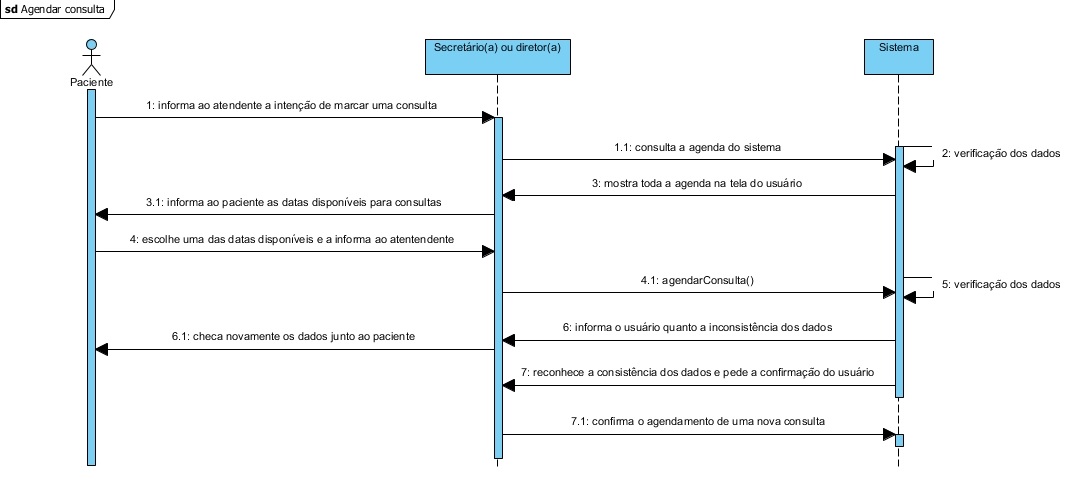 sd Agendar consulta
Secretário(a) ou diretor(a)
Sistema
Paciente
1: informa ao atendente a intenção de marcar uma consulta
1.1: consulta a agenda do sistema
2: verificação dos dados
3: mostra toda a agenda na tela do usuário
3.1: informa ao paciente as datas disponíveis para consultas
4: escolhe uma das datas disponíveis e a informa ao atentendente
4.1: agendarConsulta()
5: verificação dos dados
6: informa o usuário quanto a inconsistência dos dados
6.1: checa novamente os dados junto ao paciente
7: reconhece a consistência dos dados e pede a confirmação do usuário
7.1: confirma o agendamento de uma nova consulta